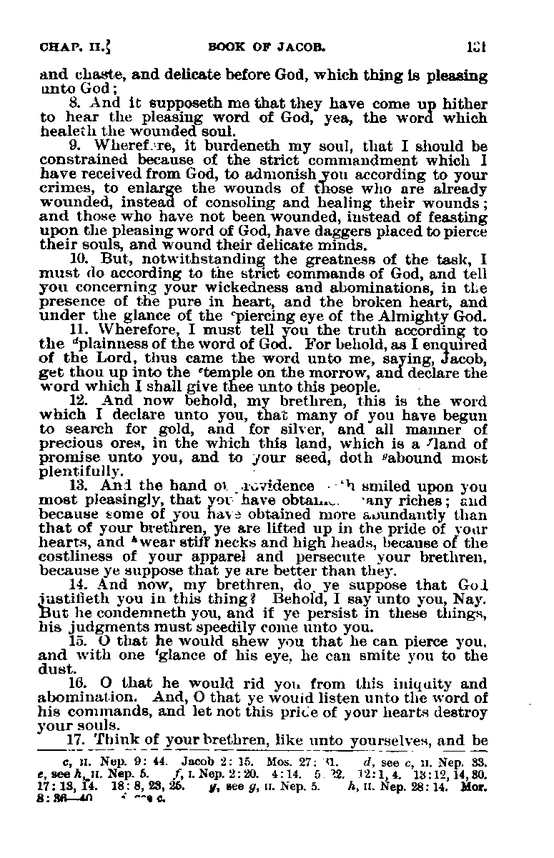 CHAP. II.] BOOK OF JACOB. 131
and chaste, and delicate before God, which thing is pleasing
unto God;
8. And it supposeth me that they have come up hither
to hear the pleasing word of God, yea, the word which
healeth the wounded soul.
9. Wherefore, it burdeneth my soul, that I should be
constrained because of the strict commandment which I
have received from God, to admonish you according to your
crimes, to enlarge the wounds of those who are already
wounded, instead of consoling and healing their wounds;
and those who have not been wounded, instead of feasting
upon the pleasing word of God, have daggers placed to pierce
their souls, and wound their delicate minds.
10. But, notwithstanding the greatness of the task, I
must do according to the strict commands of God, and tell
you concerning your wickedness and abominations, in the
presence of the pure in heart, and the broken heart, and
under the glance of the ᶜpiercing eye of the Almighty God.
11. Wherefore, I must tell you the truth according to
the ᵈplainness of the word of God. For behold, as I enquired
of the Lord, thus came the word unto me, saying, Jacob,
get thou up into the ᵉtemple on the morrow, and declare the
word which I shall give thee unto this people.
12. And now behold, my brethren, this is the word
which I declare unto you, that many of you have begun
to search for gold, and for silver, and all manner of
precious ores, in the which this land, which is a ᶠland of
promise unto you, and to your seed, doth ᵍabound most
plentifully.
13. And the hand of smiled upon you
most pleasingly, that you have many riches; and
because some of you have obtained more abundantly than
that of your brethren, ye are lifted up in the pride of your
hearts, and ʰwear stiff necks and high heads, because of the
costliness of your apparel and persecute your brethren,
because ye suppose that ye are better than they.
14. And now, my brethren, do ye suppose that God
justifieth you in this thing? Behold, I say unto you, Nay.
But he condemneth you, and if ye persist in these things,
his judgments must speedily come unto you.
15. O that he would shew you that he can pierce you,
and with one ⁱglance of his eye, he can smite you to the
dust.
16. O that he would rid you from this iniquity and
abomination. And, O that ye would listen unto the word of
his commands, and let not this pride of your hearts destroy
your souls.
17. Think of your brethren, like unto yourselves, and be
c, II. Nep. 9: 44. Jacob 2: 15. Mos. 27: d, see c, II. Nep. 33.
e, see h, II. Nep. 5. f, I. Nep. 2: 20. 4: 14. 5 22. 12: 1, 4. 13: 12, 14, 30.
17: 13, 14. 18: 8, 23, 25. g, see g, II. Nep. 5. h, II. Nep. 28: 14. Mor.
8: 36—40